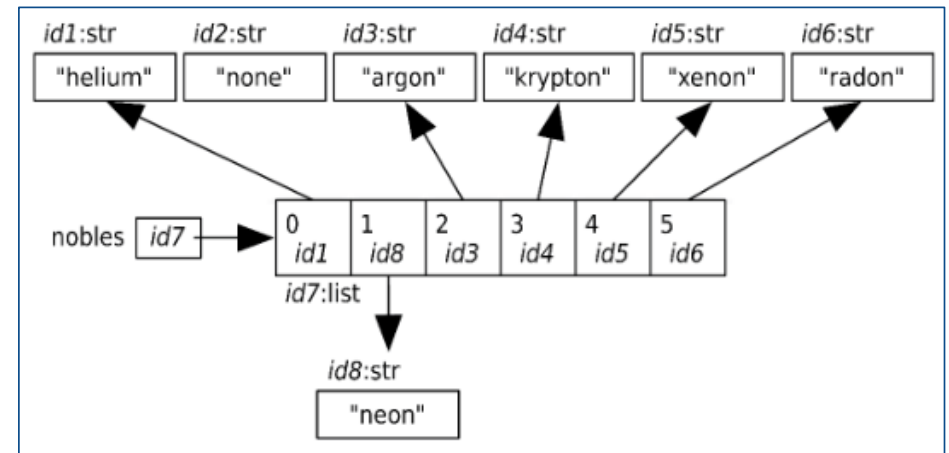 id1:str id2:str id3:str id4:str id5:str id6:str
"helium" "none" "argon" "krypton" "xenon" "radon"
0 1 2 3 4 5
nobles id7 id1 id8 id3 id4 id5 id6
id7:list
id8:str
"neon"